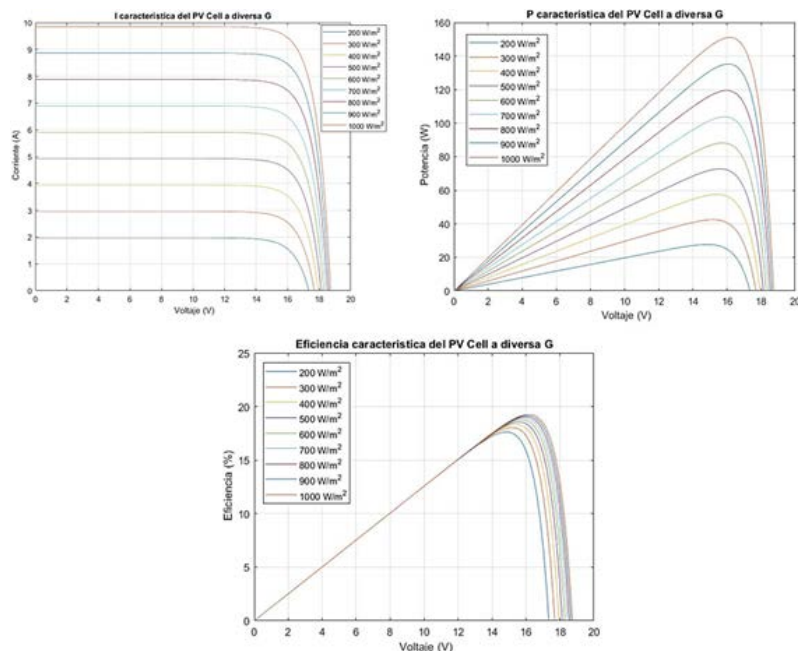 I caracteristica del PV Cell a diversa G
Corriente (A)
10
9
8
7
6
5
4
3
2
1
0
200 W/m²
300 W/m²
400 W/m²
500 W/m²
600 W/m²
700 W/m²
800 W/m²
900 W/m²
1000 W/m²
0 2 4 6 8 10 12 14 16 18 20
Voltaje (V)
P caracteristica del PV Cell a diversa G
Potencia (W)
160
140
120
100
80
60
40
20
0
200 W/m²
300 W/m²
400 W/m²
500 W/m²
600 W/m²
700 W/m²
800 W/m²
900 W/m²
1000 W/m²
0 2 4 6 8 10 12 14 16 18 20
Voltaje (V)
Eficiencia caracteristica del PV Cell a diversa G
Eficiencia (%)
25
20
15
10
5
0
200 W/m²
300 W/m²
400 W/m²
500 W/m²
600 W/m²
700 W/m²
800 W/m²
900 W/m²
1000 W/m²
0 2 4 6 8 10 12 14 16 18 20
Voltaje (V)